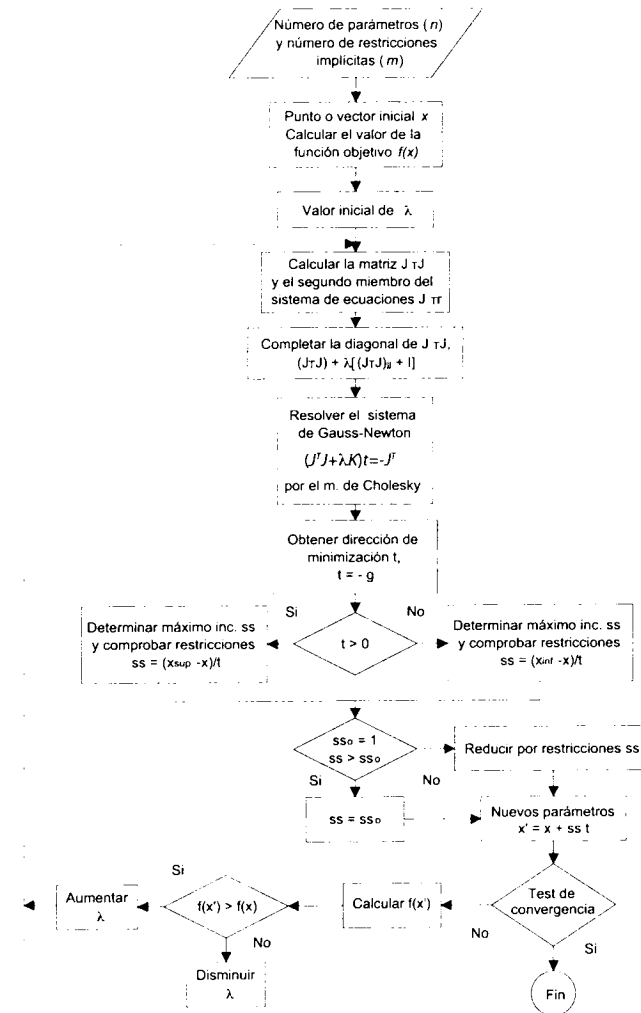 Número de parámetros ( n )
y número de restricciones
implícitas ( m )
Punto o vector inicial x
Calcular el valor de la
función objetivo f(x)
Valor inicial de λ
Calcular la matriz J TJ
y el segundo miembro del
sistema de ecuaciones J Tr
Completar la diagonal de J TJ,
(JTJ) + λ[ (JTJ)ii + I]
Resolver el sistema
de Gauss-Newton
(JᵀJ+λK)t=-Jᵀ
por el m. de Cholesky
Obtener dirección de
minimización t,
t = - g
Si
No
Determinar máximo inc. ss
y comprobar restricciones
ss = (xsup -x)/t
t > 0
Determinar máximo inc. ss
y comprobar restricciones
ss = (xinf -x)/t
sso = 1
ss > sso
Reducir por restricciones ss
Si
No
ss = sso
Nuevos parámetros
x' = x + ss t
Si
Aumentar
λ
f(x') > f(x)
Calcular f(x')
Test de
convergencia
No
No
Si
Disminuir
λ
Fin